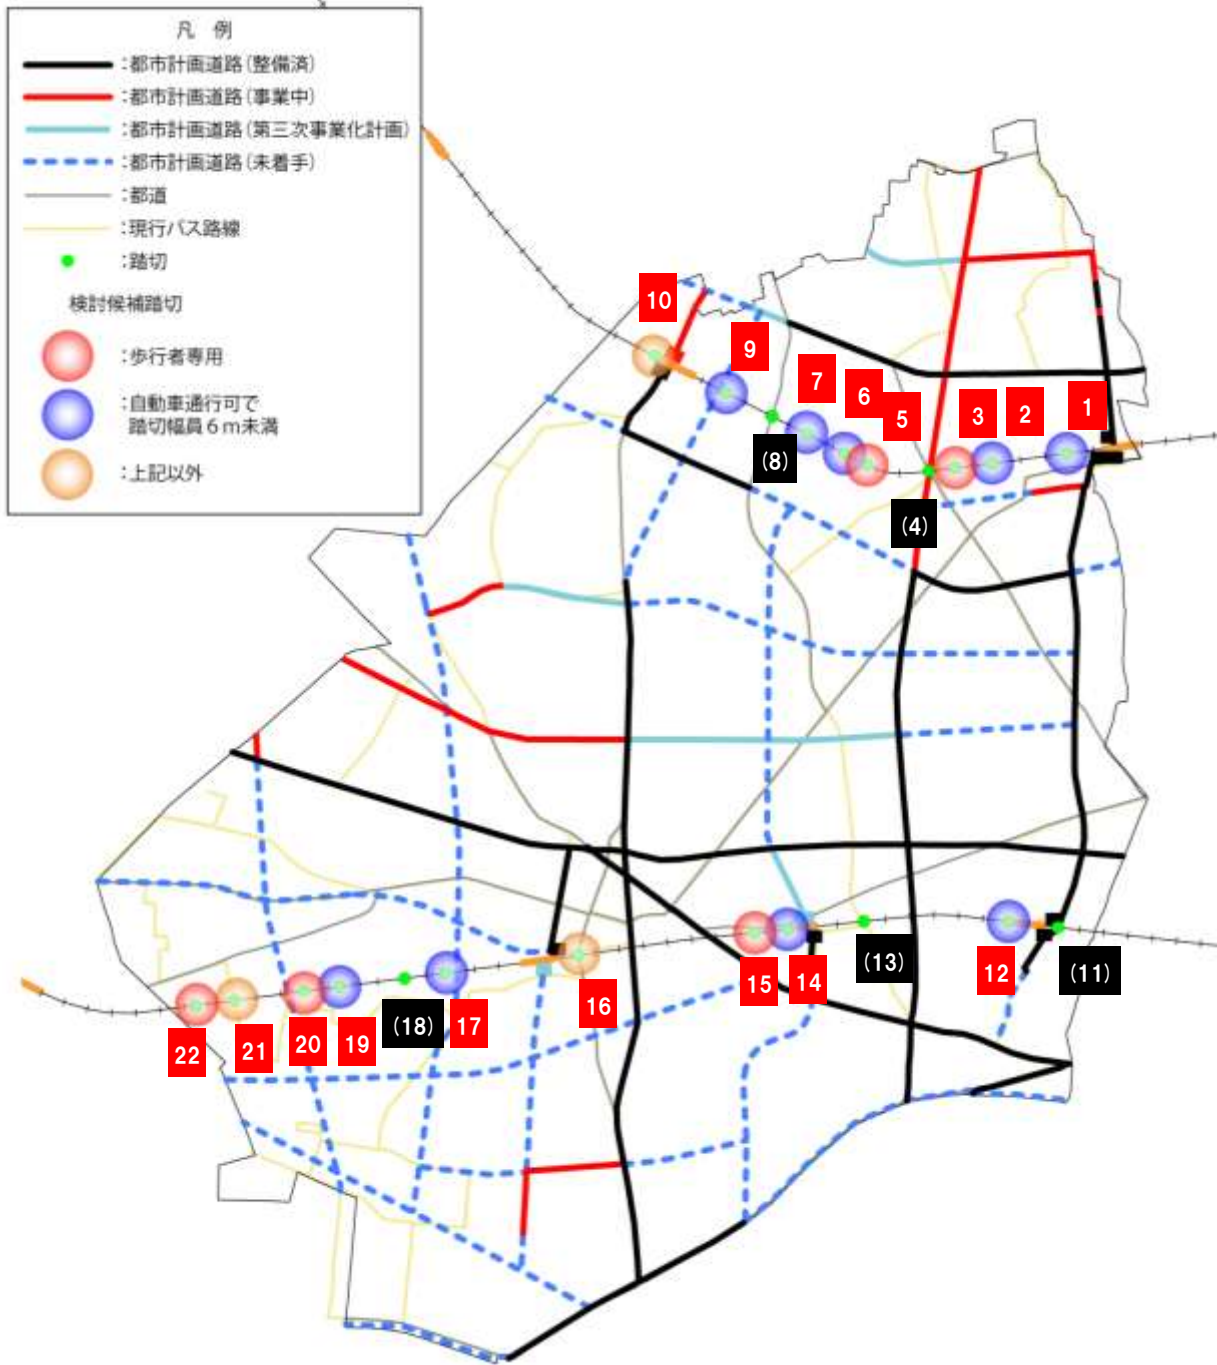 凡 例
：都市計画道路（整備済）
：都市計画道路（事業中）
：都市計画道路（第三次事業化計画）
：都市計画道路（未着手）
：都道
：現行バス路線
：踏切
検討候補踏切
：歩行者専用
：自動車通行可で
踏切幅員６ｍ未満
：上記以外
10
9
7
6
5
3
2
1
(8)
(4)
22
21
20
19
(18)
17
16
15
14
(13)
12
(11)